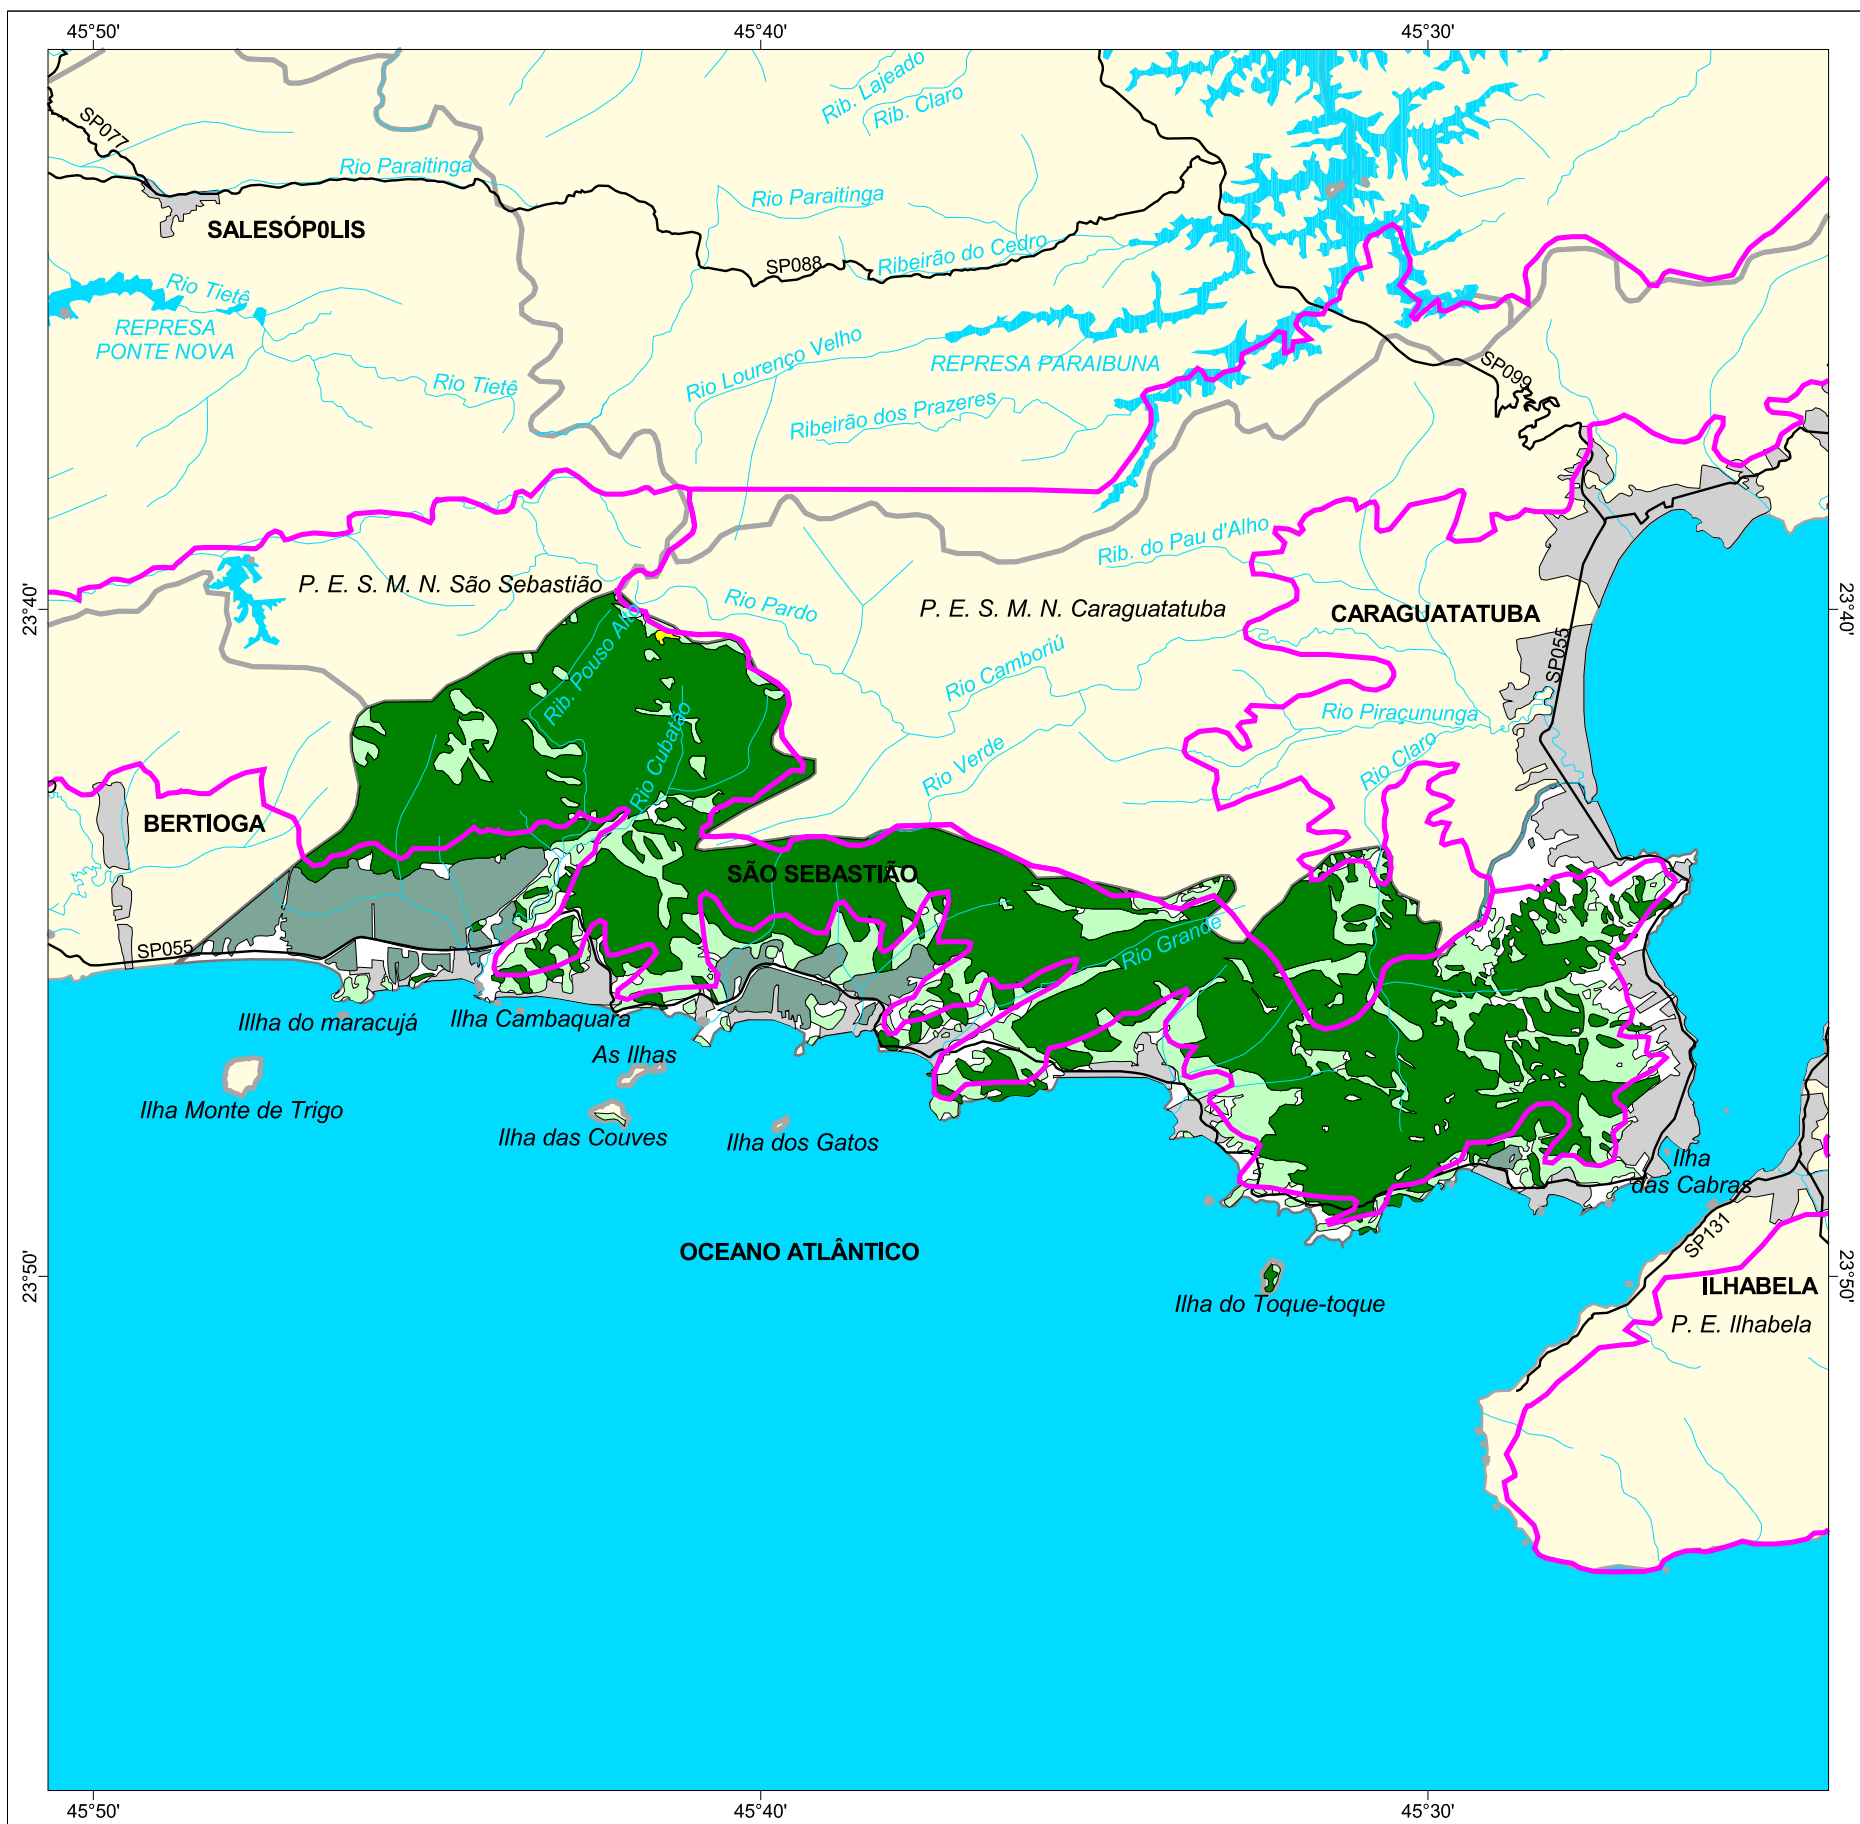 45°50'
45°40'
45°30'
Rib. Lajeado
Rib. Claro
SP077
Rio Paraitinga
Rio Paraitinga
SALESÓP0LIS
Ribeirão do Cedro
SP088
Rio Tietê
REPRESA
PONTE NOVA
Rio Tietê
Rio Lourenço Velho
REPRESA PARAIBUNA
SP099
Ribeirão dos Prazeres
Rib. do Pau d'Alho
P. E. S. M. N. São Sebastião
Rio Pardo
P. E. S. M. N. Caraguatatuba
CARAGUATATUBA
23°40'
23°40'
SP055
Rib. Pouso Alto
Rio Camboriú
Rio Cubatão
Rio Piraçununga
Rio Verde
Rio Claro
BERTIOGA
SÃO SEBASTIÃO
Rio Grande
SP055
Illha do maracujá
Ilha Cambaquara
As Ilhas
Ilha Monte de Trigo
Ilha das Couves
Ilha dos Gatos
Ilha
das Cabras
SP131
OCEANO ATLÂNTICO
23°50'
23°50'
ILHABELA
Ilha do Toque-toque
P. E. Ilhabela
45°50'
45°40'
45°30'